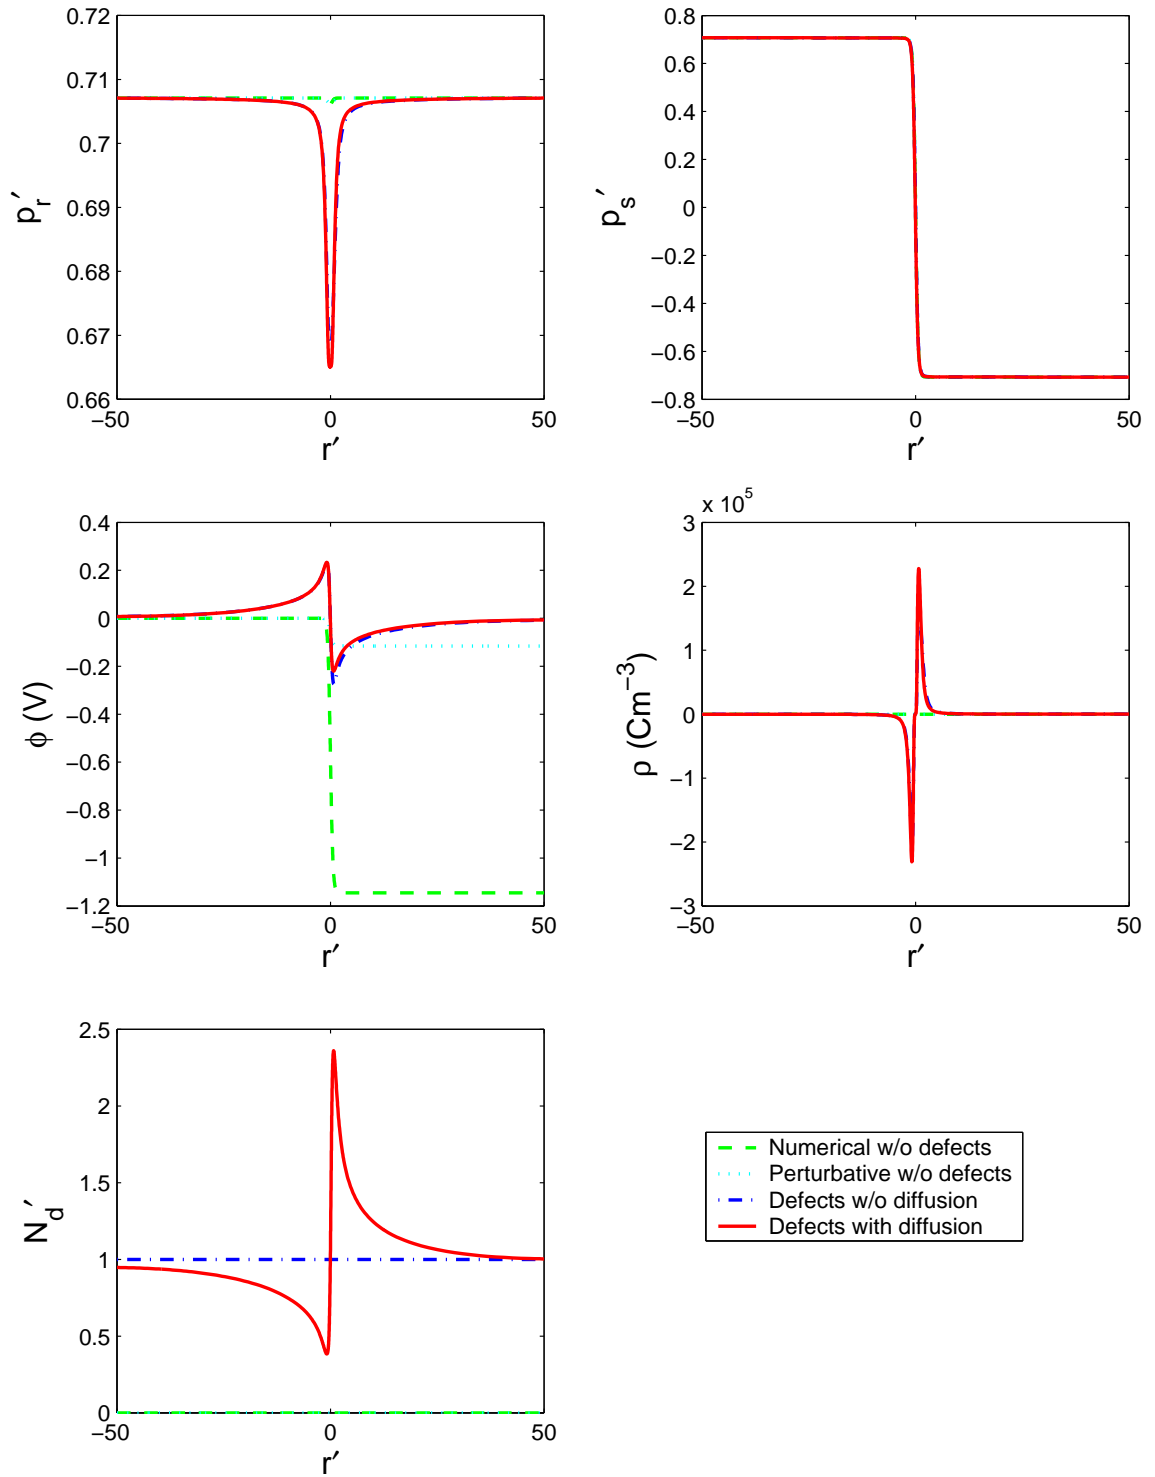 0.72
0.71
0.7
0.69
0.68
0.67
0.66
p_r′
−50 0 50
r′
0.8
0.6
0.4
0.2
0
−0.2
−0.4
−0.6
−0.8
p_s′
−50 0 50
r′
0.4
0.2
0
−0.2
−0.4
−0.6
−0.8
−1
−1.2
ϕ (V)
−50 0 50
r′
x 10^5
3
2
1
0
−1
−2
−3
ρ (Cm^−3)
−50 0 50
r′
2.5
2
1.5
1
0.5
0
N_d′
−50 0 50
r′
Numerical w/o defects
Perturbative w/o defects
Defects w/o diffusion
Defects with diffusion